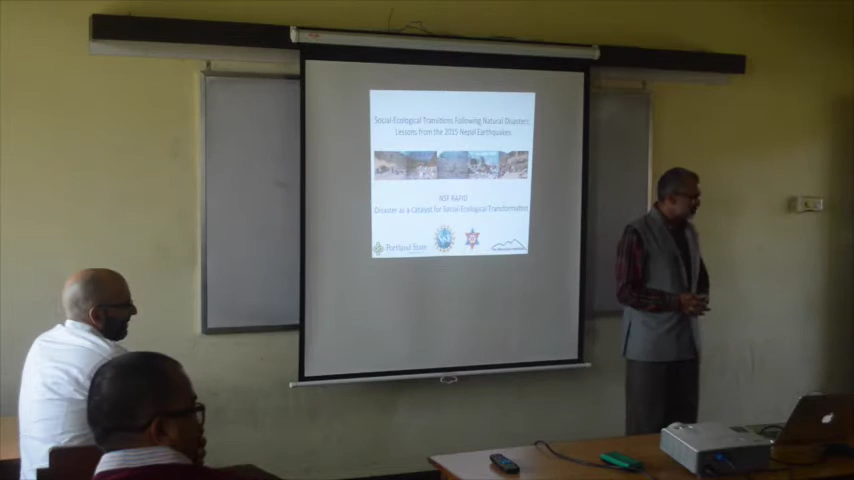 Social-Ecological Transitions Following Natural Disasters:
Lessons from the 2015 Nepal Earthquakes
NSF RAPID
Disaster as a Catalyst for Social-Ecological Transformation
Portland State